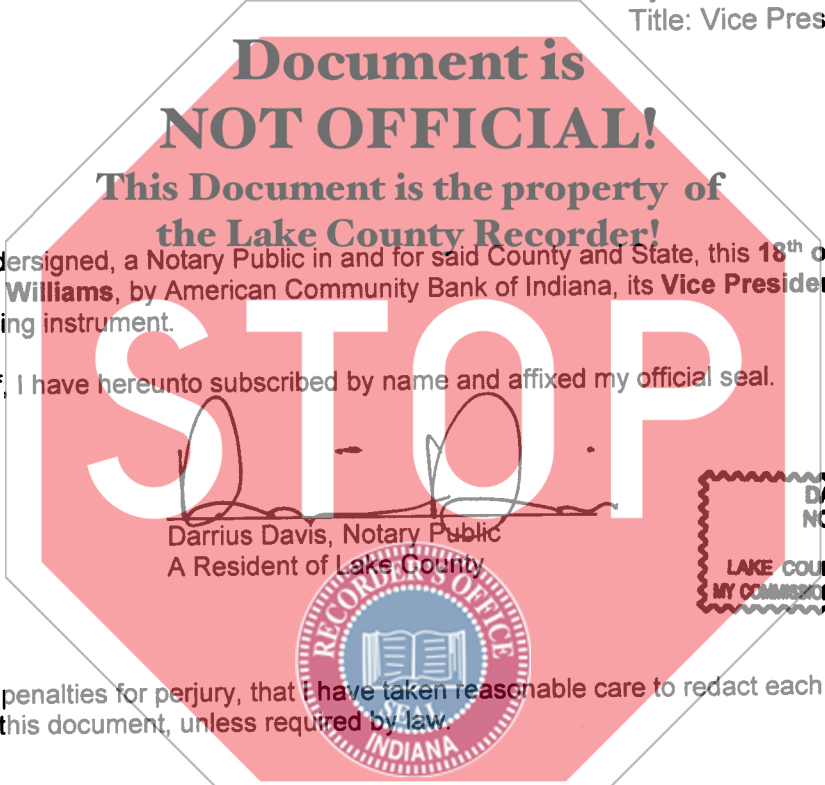 Title: Vice Pres
Document is
NOT OFFICIAL!
This Document is the property of
the Lake County Recorder!
dersigned, a Notary Public in and for said County and State, this 18th o
Williams, by American Community Bank of Indiana, its Vice Preside
ing instrument.
STOP
, I have hereunto subscribed by name and affixed my official seal.
DA
NO
Darrius Davis, Notary Public
A Resident of Lake County
LAKE COU
MY COMMISSIO
RECORDER'S OFFICE
SEAL
INDIANA
penalties for perjury, that I have taken reasonable care to redact each
this document, unless required by law.